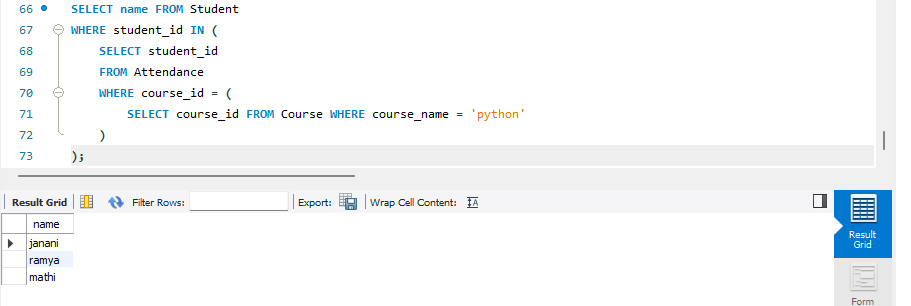 66 SELECT name FROM Student
67 WHERE student_id IN (
68 SELECT student_id
69 FROM Attendance
70 WHERE course_id = (
71 SELECT course_id FROM Course WHERE course_name = 'python'
72 )
73 );
Result Grid Filter Rows: Export: Wrap Cell Content: IA
name
janani
ramya
mathi
Result
Grid
Form